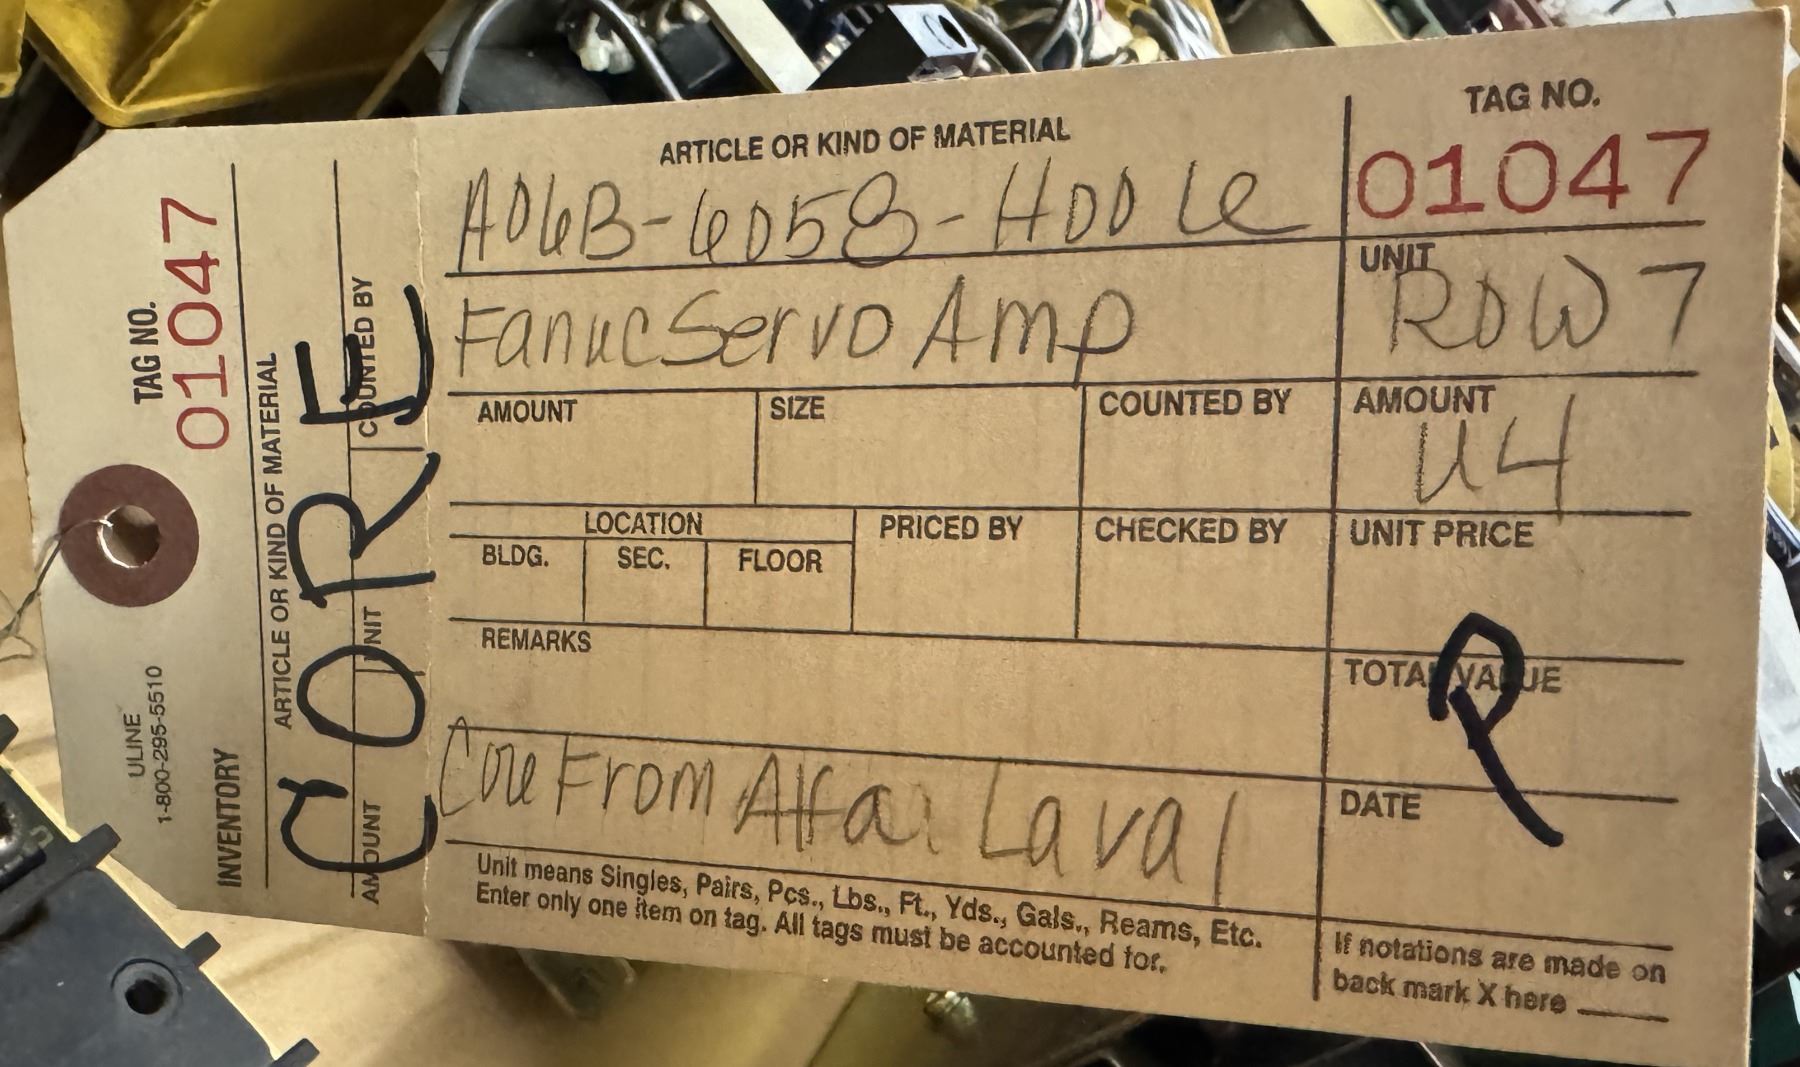 TAG NO.
01047
ULINE
1-800-295-5510
INVENTORY
ARTICLE OR KIND OF MATERIAL
AMOUNT UNIT COUNTED BY
CORE
ARTICLE OR KIND OF MATERIAL
A06B-6058-H006
Fanuc Servo Amp
TAG NO.
01047
UNIT
ROW 7
AMOUNT SIZE COUNTED BY AMOUNT
U4
LOCATION PRICED BY CHECKED BY UNIT PRICE
BLDG. SEC. FLOOR
REMARKS
TOTAL VALUE
P
Core From Alfa Laval
DATE
Unit means Singles, Pairs, Pcs., Lbs., Ft., Yds., Gals., Reams, Etc.
Enter only one item on tag. All tags must be accounted for.
If notations are made on
back mark X here